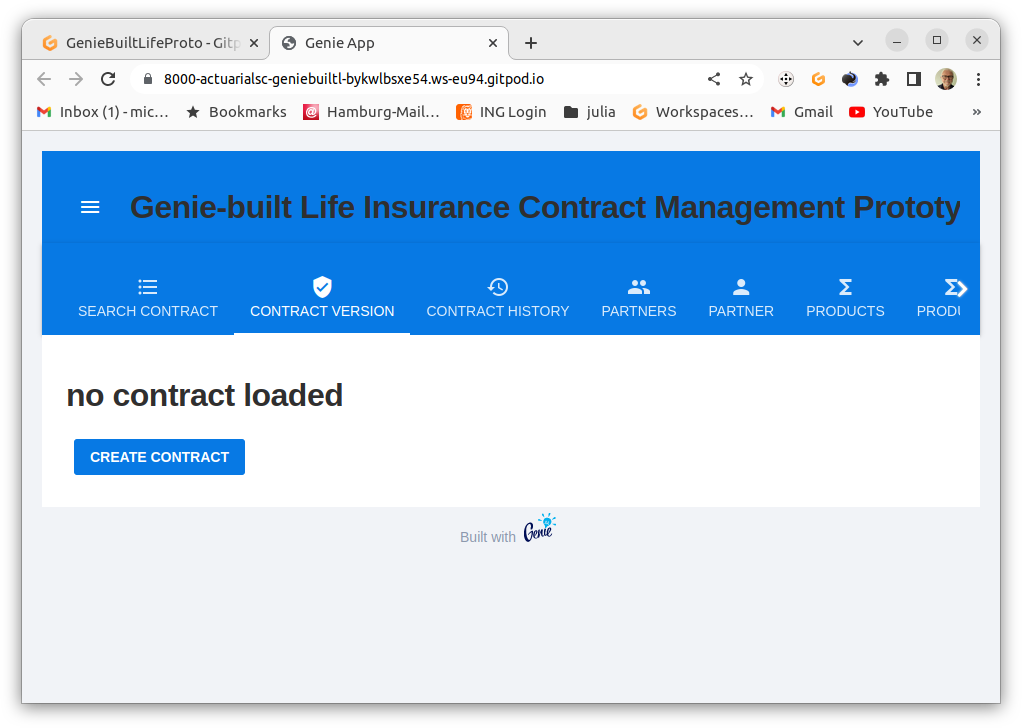 GenieBuiltLifeProto - Gitp
Genie App
8000-actuarialsc-geniebuiltl-bykwlbsxe54.ws-eu94.gitpod.io
Inbox (1) - mic… Bookmarks Hamburg-Mail… ING Login julia Workspaces… Gmail YouTube »
Genie-built Life Insurance Contract Management Prototy
SEARCH CONTRACT CONTRACT VERSION CONTRACT HISTORY PARTNERS PARTNER PRODUCTS PRODU
no contract loaded
CREATE CONTRACT
Built with Genie